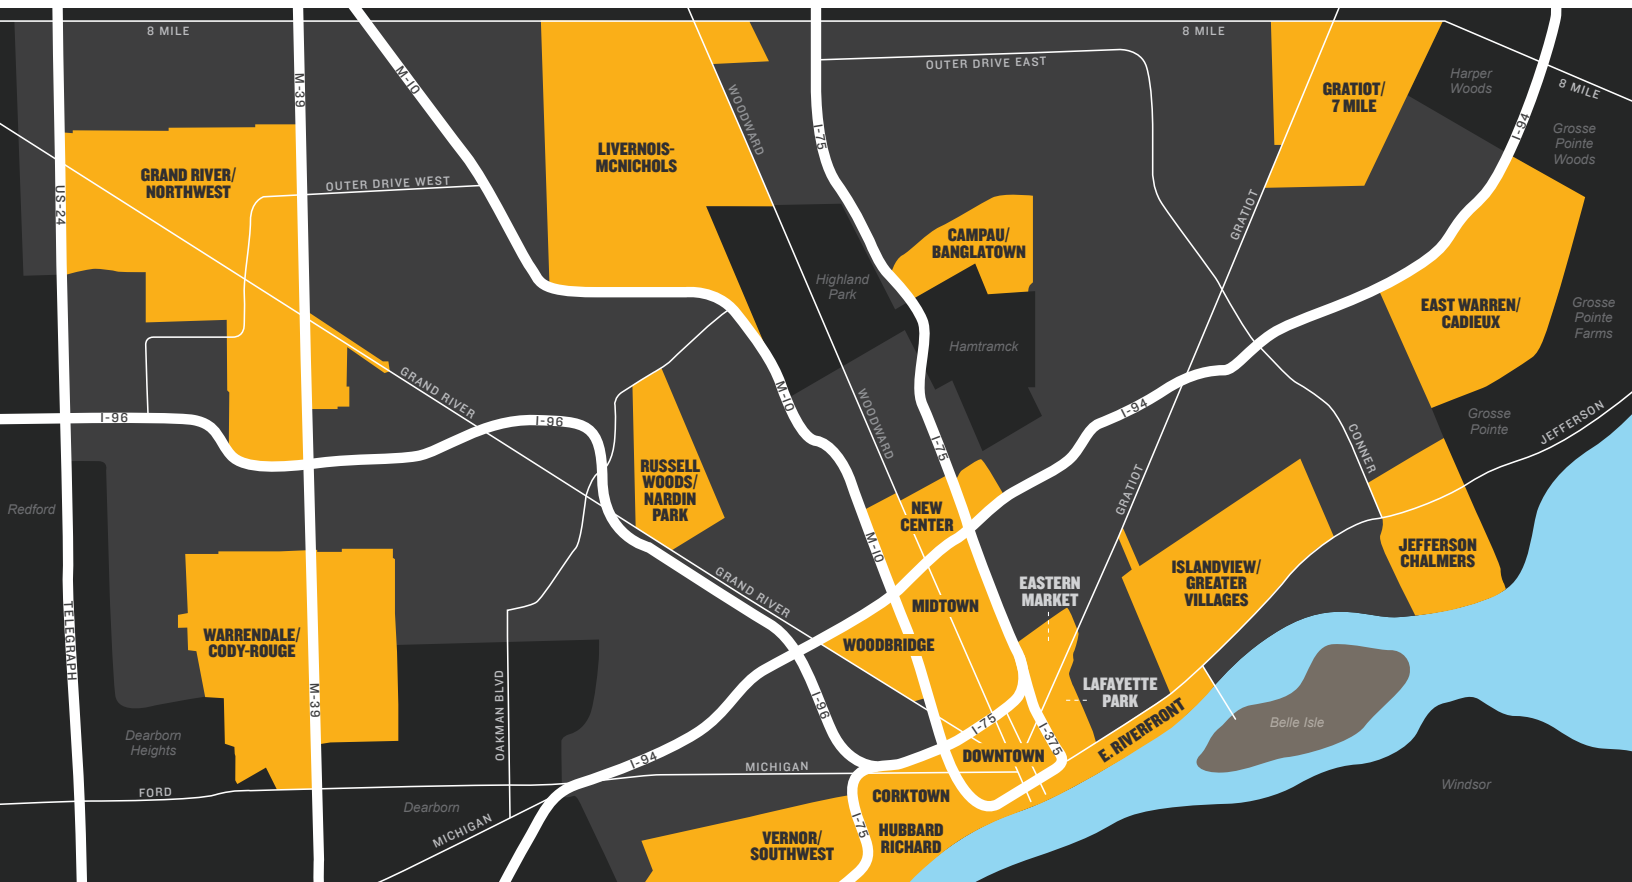 8 MILE
8 MILE
M-39
M-10
OUTER DRIVE EAST
Harper
Woods
8 MILE
GRATIOT/
7 MILE
WOODWARD
I-75
I-94
Grosse
Pointe
Woods
LIVERNOIS-
MCNICHOLS
GRAND RIVER/
NORTHWEST
OUTER DRIVE WEST
US-24
GRATIOT
CAMPAU/
BANGLATOWN
Highland
Park
EAST WARREN/
CADIEUX
Grosse
Pointe
Farms
Hamtramck
GRAND RIVER
M-10
WOODWARD
I-94
I-96
I-96
Grosse
Pointe
JEFFERSON
CONNER
I-75
RUSSELL
WOODS/
NARDIN
PARK
GRATIOT
Redford
NEW
CENTER
M-10
JEFFERSON
CHALMERS
ISLANDVIEW/
GREATER
VILLAGES
EASTERN
MARKET
GRAND RIVER
MIDTOWN
TELEGRAPH
WARRENDALE/
CODY-ROUGE
WOODBRIDGE
LAFAYETTE
PARK
M-39
I-96
OAKMAN BLVD
I-75
I-375
E. RIVERFRONT
Belle Isle
Dearborn
Heights
I-94
DOWNTOWN
MICHIGAN
Windsor
FORD
Dearborn
CORKTOWN
MICHIGAN
I-75
HUBBARD
RICHARD
VERNOR/
SOUTHWEST